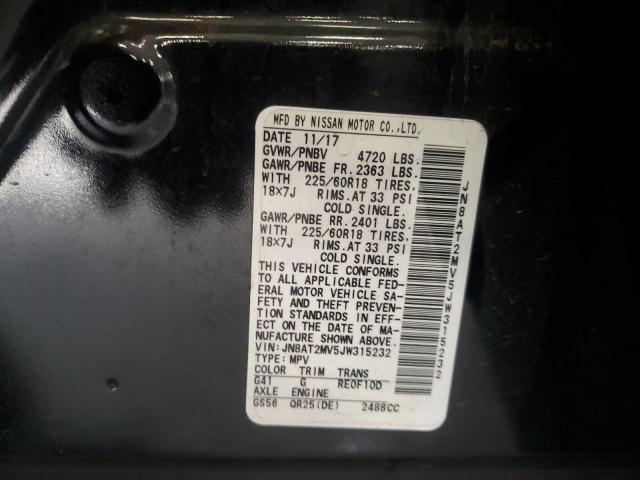 MFD BY NISSAN MOTOR CO.,LTD.
DATE 11/17
GVWR/PNBV 4720 LBS.
GAWR/PNBE FR. 2363 LBS.
WITH 225/60R18 TIRES.
18X7J RIMS.AT 33 PSI
COLD SINGLE.
GAWR/PNBE RR. 2401 LBS.
WITH 225/60R18 TIRES.
18X7J RIMS.AT 33 PSI
COLD SINGLE.
THIS VEHICLE CONFORMS
TO ALL APPLICABLE FED-
ERAL MOTOR VEHICLE SA-
FETY AND THEFT PREVEN-
TION STANDARDS IN EFF-
ECT ON THE DATE OF MA-
NUFACTURE SHOWN ABOVE.
VIN:JN8AT2MV5JW315232
TYPE:MPV
COLOR TRIM TRANS
G41 G RE0F10D
AXLE ENGINE
GS56 QR25(DE) 2488CC
JN8AT2MV5JW315232